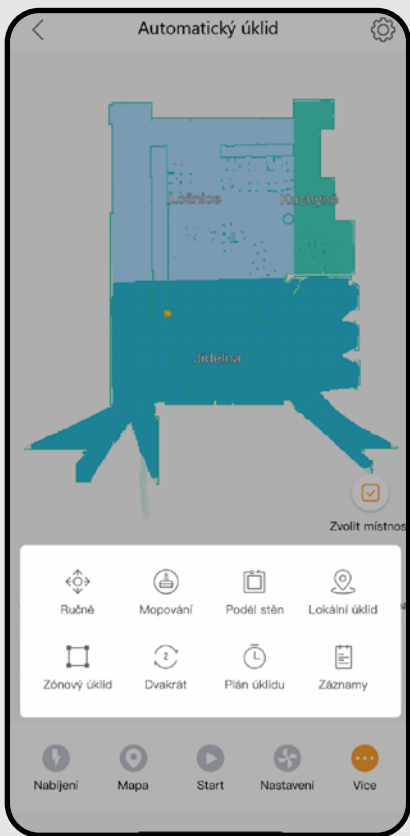 Automatický úklid
Ložnice
Kuchyně
Jídelna
Zvolit místnos
Ručně
Mopování
Podél stěn
Lokální úklid
Zónový úklid
2
Dvakrát
Plán úklidu
Záznamy
Nabíjení
Mapa
Start
Nastavení
Více